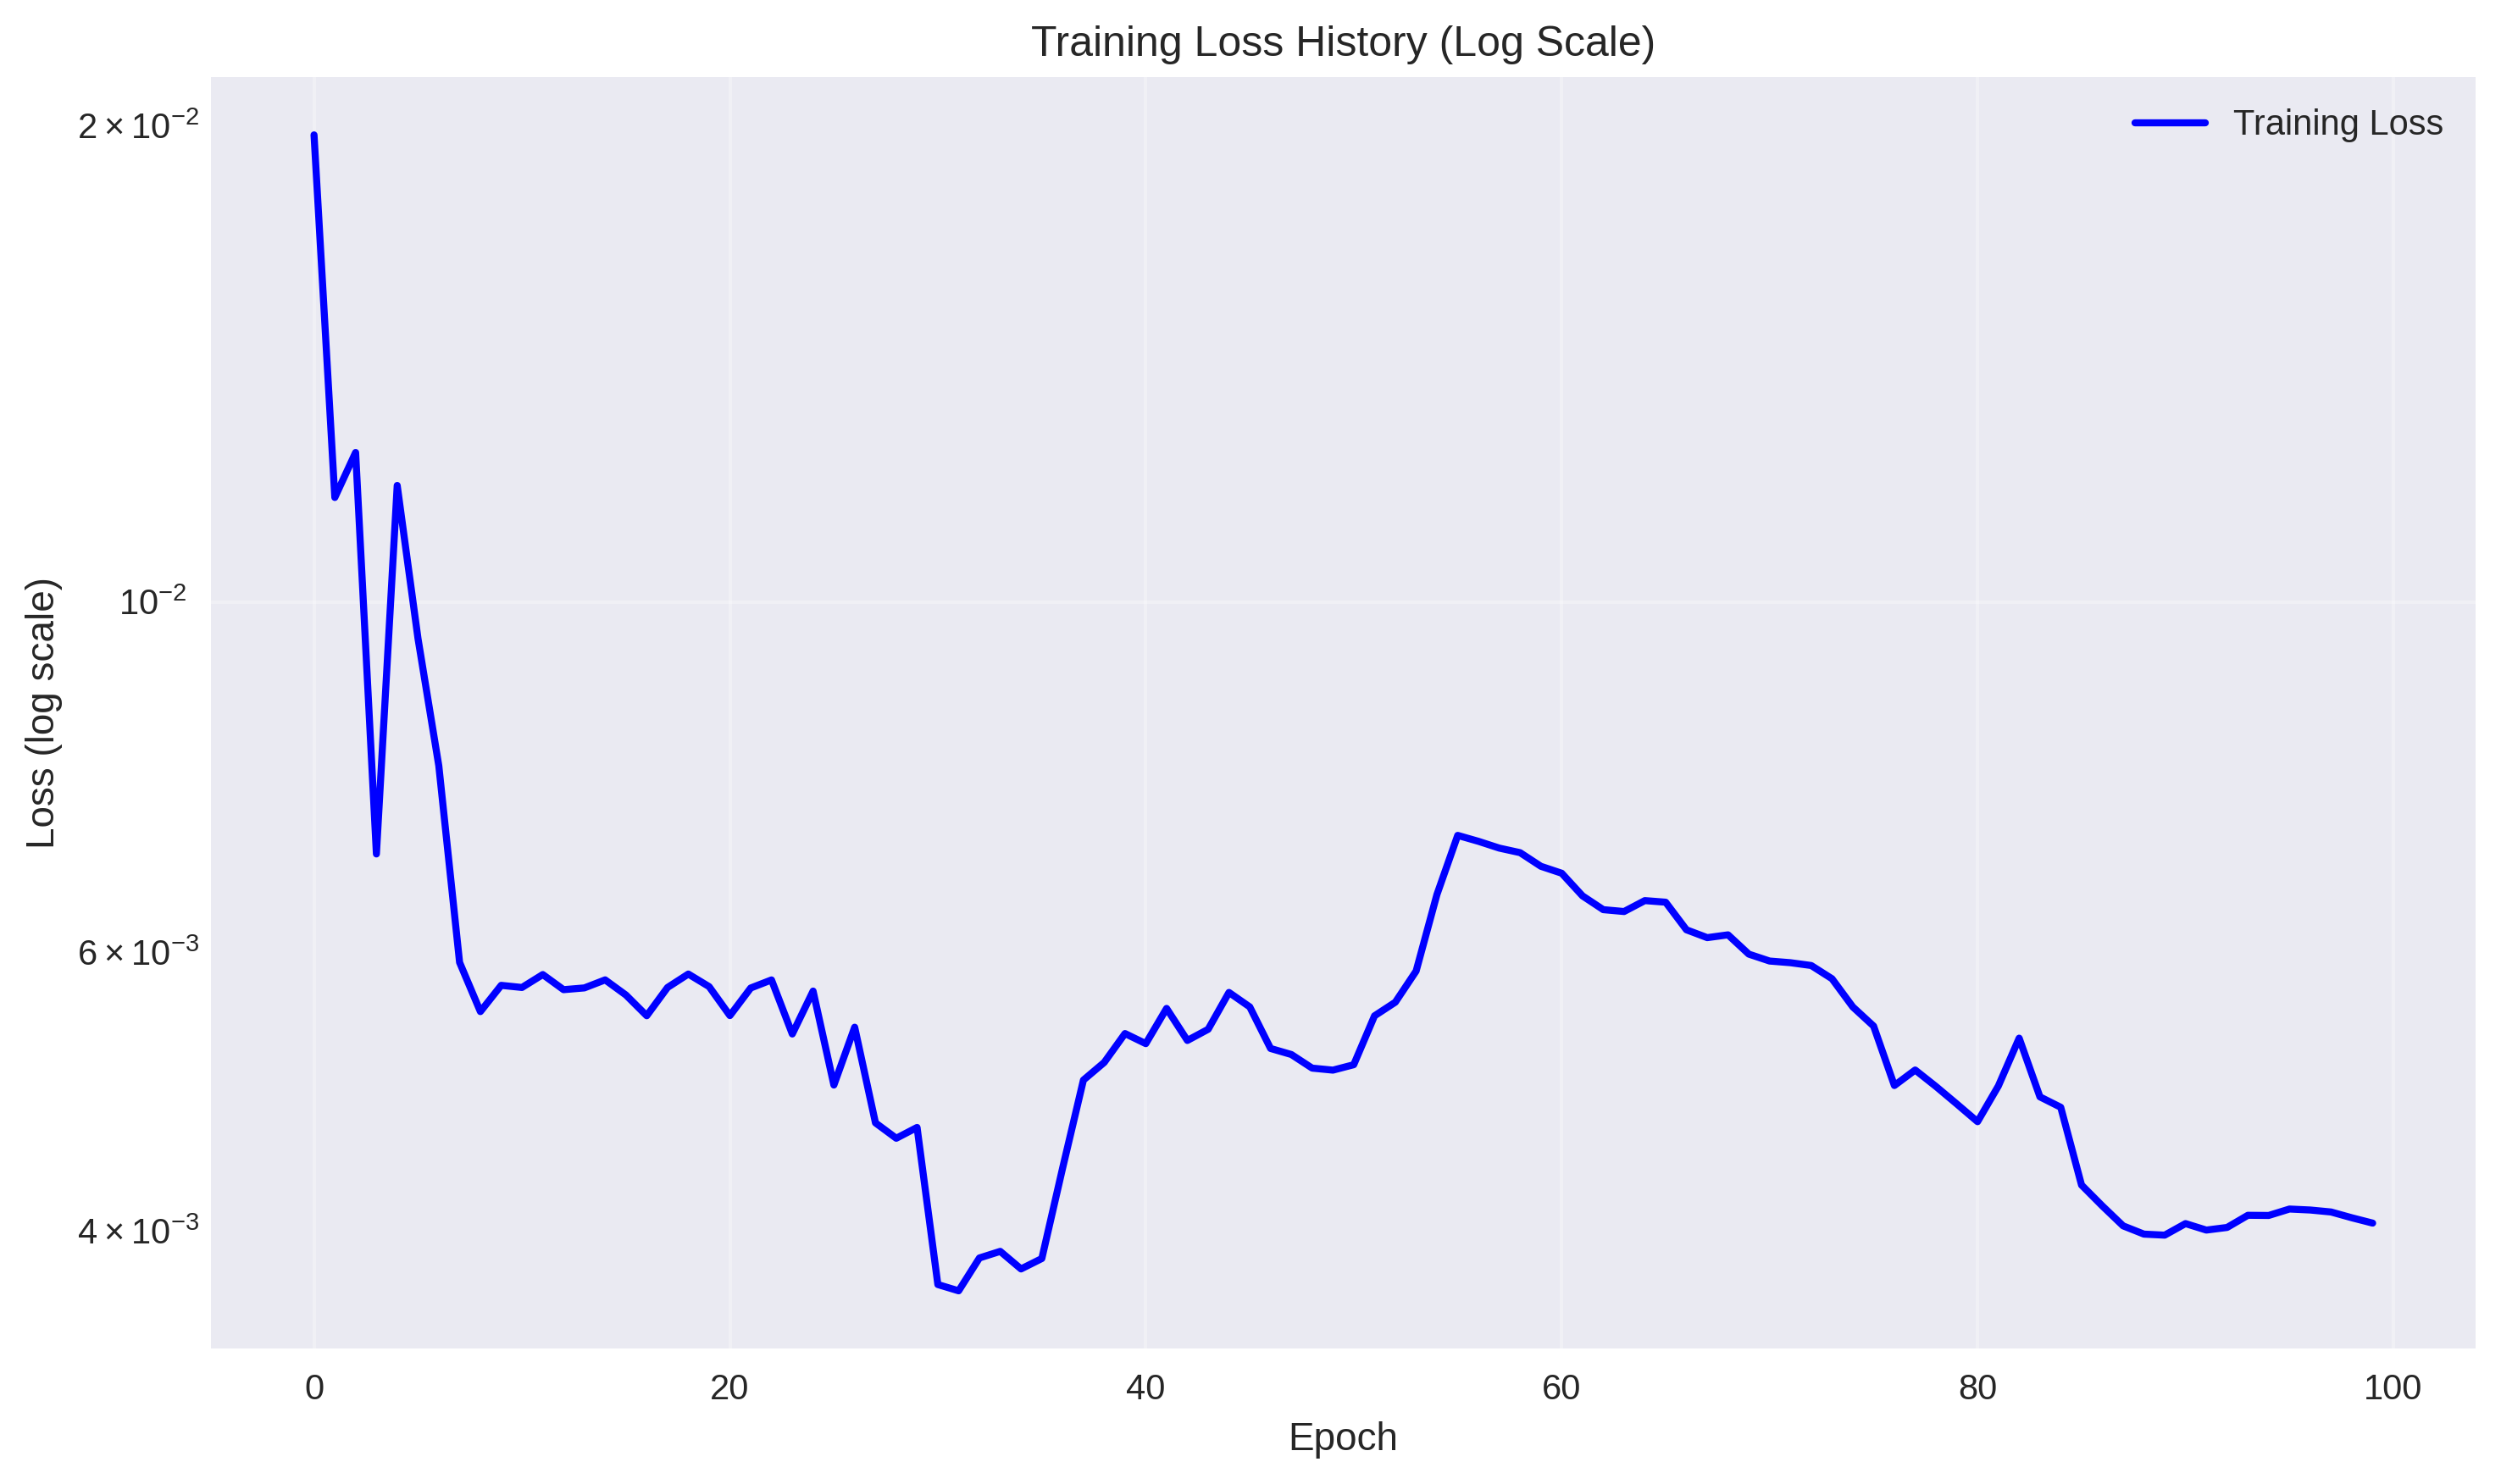 Training Loss History (Log Scale)
Training Loss
2 × 10⁻²
10⁻²
6 × 10⁻³
4 × 10⁻³
Loss (log scale)
0 20 40 60 80 100
Epoch